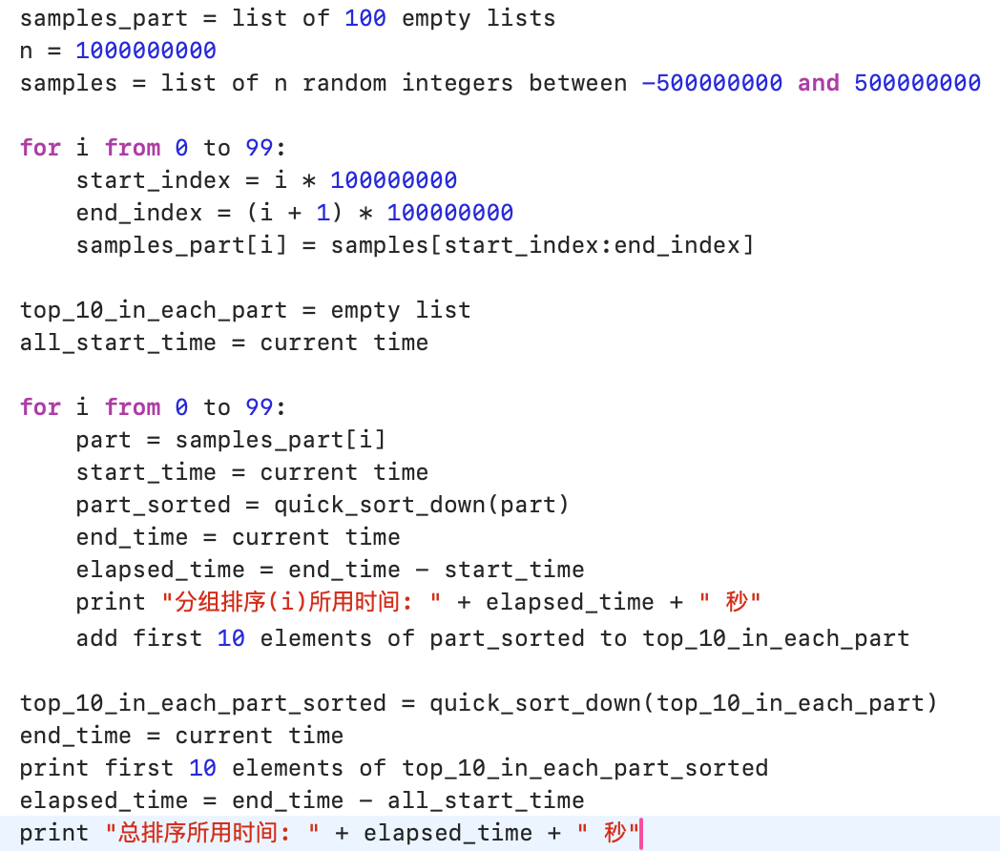 samples_part = list of 100 empty lists
n = 1000000000
samples = list of n random integers between -500000000 and 500000000
for i from 0 to 99:
    start_index = i * 100000000
    end_index = (i + 1) * 100000000
    samples_part[i] = samples[start_index:end_index]
top_10_in_each_part = empty list
all_start_time = current time
for i from 0 to 99:
    part = samples_part[i]
    start_time = current time
    part_sorted = quick_sort_down(part)
    end_time = current time
    elapsed_time = end_time - start_time
    print "分组排序(i)所用时间: " + elapsed_time + " 秒"
    add first 10 elements of part_sorted to top_10_in_each_part
top_10_in_each_part_sorted = quick_sort_down(top_10_in_each_part)
end_time = current time
print first 10 elements of top_10_in_each_part_sorted
elapsed_time = end_time - all_start_time
print "总排序所用时间: " + elapsed_time + " 秒"